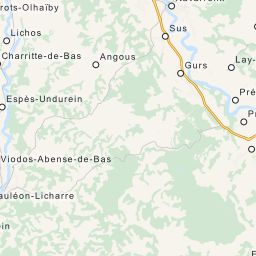 rots-Olhaïby
Lichos
Sus
Charritte-de-Bas
Angous
Gurs
Lay-
Espès-Undurein
Pré
P
Viodos-Abense-de-Bas
auléon-Licharre
ein